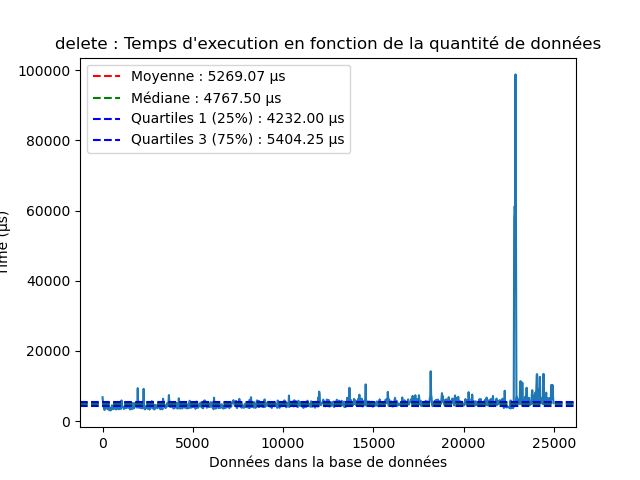 delete : Temps d'execution en fonction de la quantité de données
Moyenne : 5269.07 µs
Médiane : 4767.50 µs
Quartiles 1 (25%) : 4232.00 µs
Quartiles 3 (75%) : 5404.25 µs
100000
80000
60000
40000
20000
0
Time (µs)
0 5000 10000 15000 20000 25000
Données dans la base de données